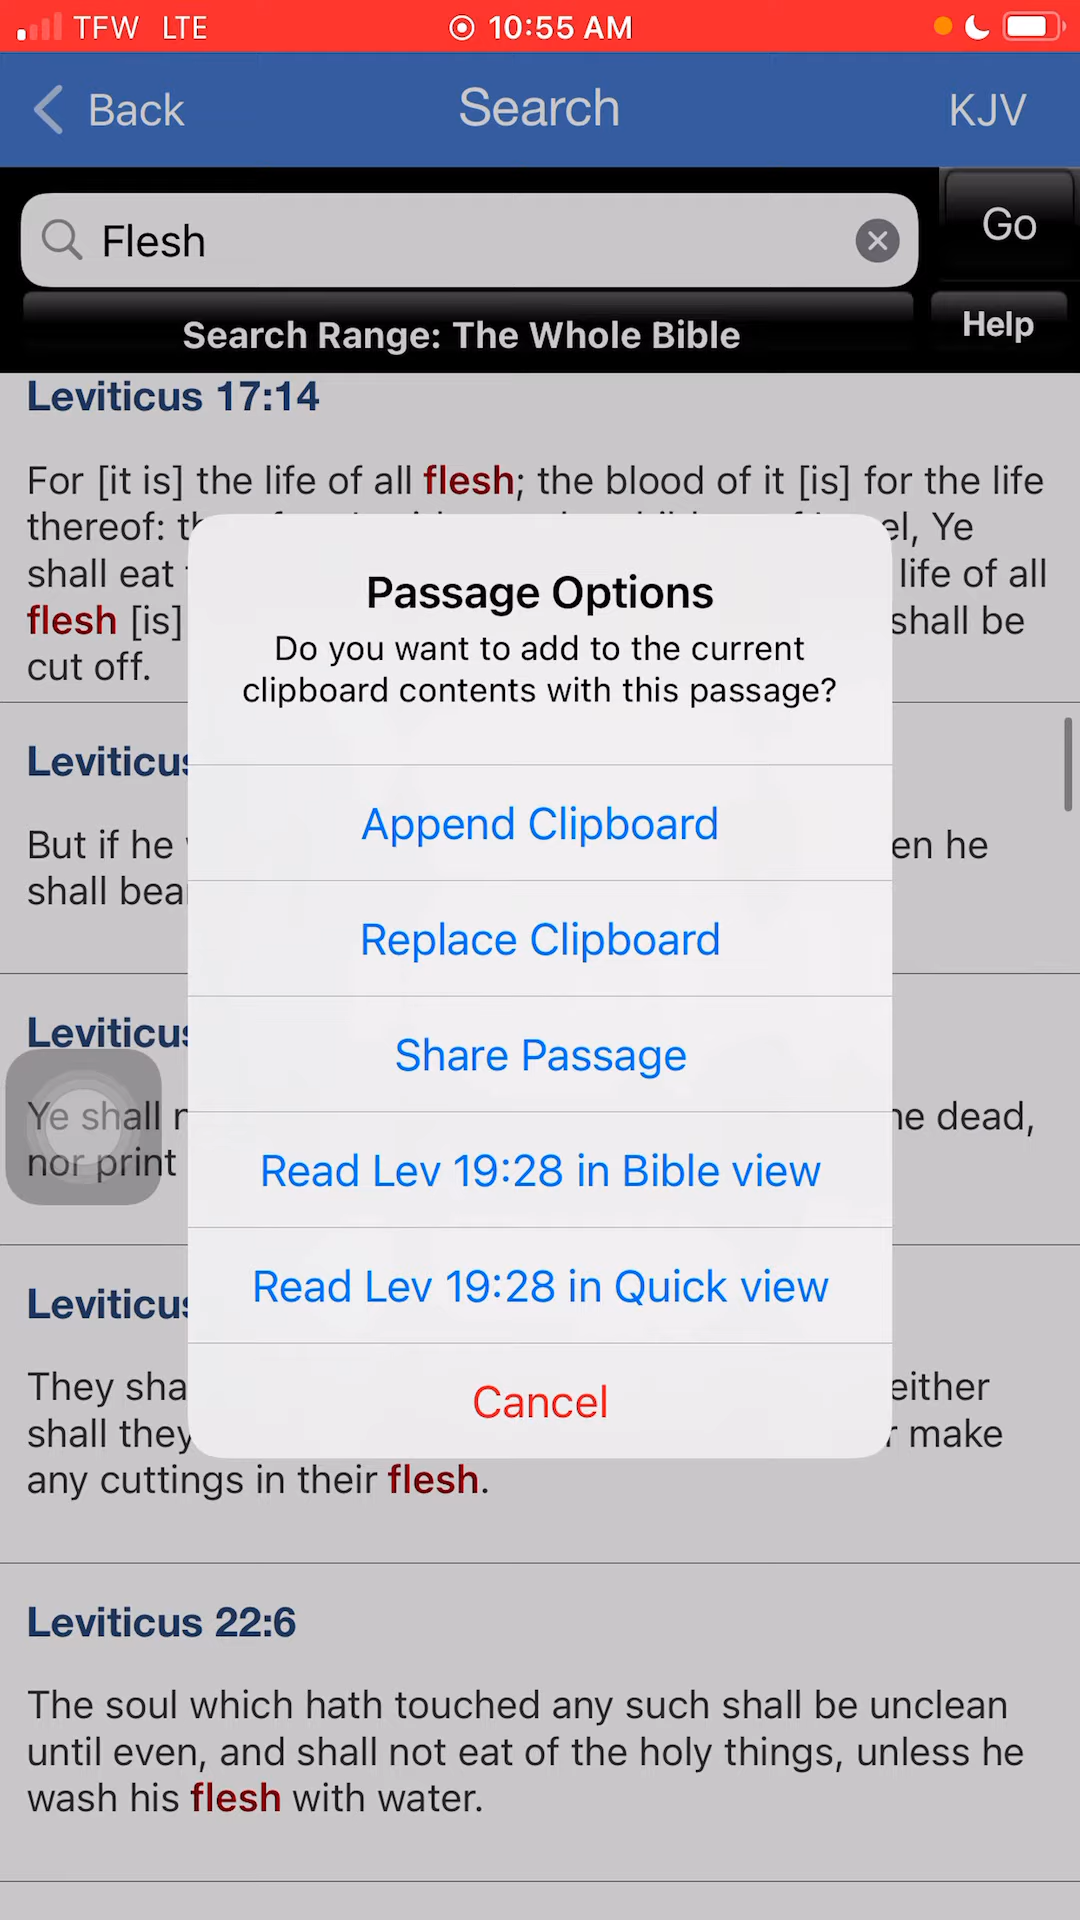 TFW LTE 10:55 AM
Back Search KJV
Flesh
Go
Search Range: The Whole Bible
Help
Leviticus 17:14
For [it is] the life of all flesh; the blood of it [is] for the life
thereof:
Ye
shall eat life of all
flesh [is] shall be
cut off.
Passage Options
Do you want to add to the current
clipboard contents with this passage?
Append Clipboard
Replace Clipboard
Share Passage
Read Lev 19:28 in Bible view
Read Lev 19:28 in Quick view
Cancel
But if he he
shall
Ye shall dead,
nor print
They
shall they make
any cuttings in their flesh.
Leviticus 22:6
The soul which hath touched any such shall be unclean
until even, and shall not eat of the holy things, unless he
wash his flesh with water.